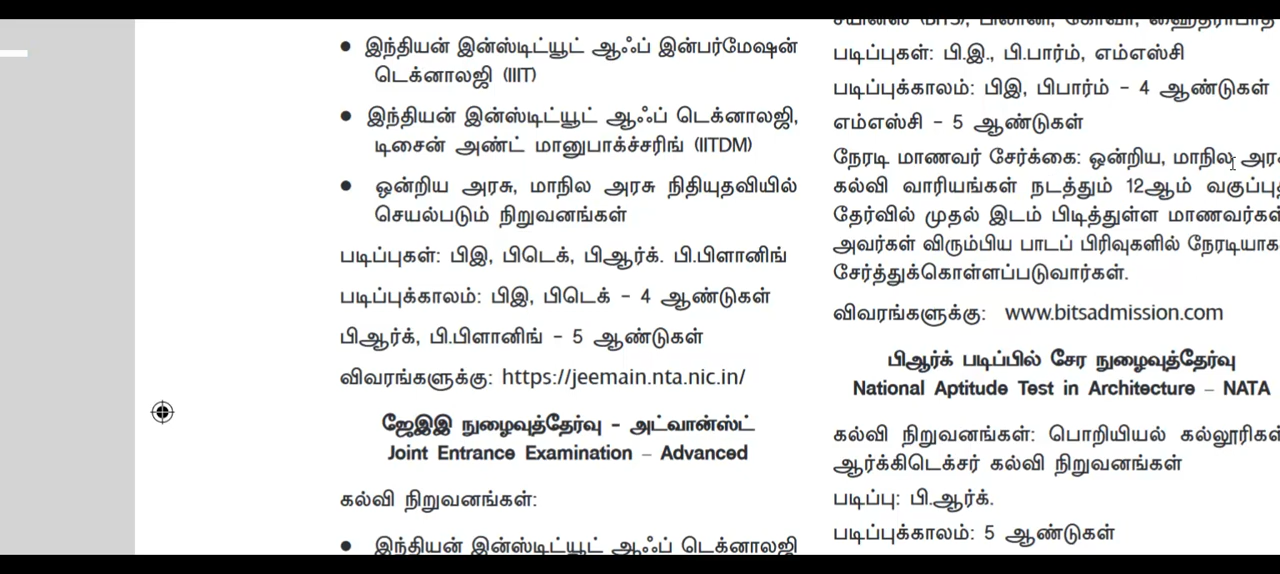 ● இந்தியன் இன்ஸ்டிட்யூட் ஆஃப் இன்பர்மேஷன்
டெக்னாலஜி (IIIT)
● இந்தியன் இன்ஸ்டிட்யூட் ஆஃப் டெக்னாலஜி,
டிசைன் அண்ட் மானுபாக்ச்சரிங் (IITDM)
● ஒன்றிய அரசு, மாநில அரசு நிதியுதவியில்
செயல்படும் நிறுவனங்கள்
படிப்புகள்: பிஇ, பிடெக், பிஆர்க். பி.பிளானிங்
படிப்புக்காலம்: பிஇ, பிடெக் - 4 ஆண்டுகள்
பிஆர்க், பி.பிளானிங் - 5 ஆண்டுகள்
விவரங்களுக்கு: https://jeemain.nta.nic.in/
ஜேஇஇ நுழைவுத்தேர்வு - அட்வான்ஸ்ட்
Joint Entrance Examination – Advanced
கல்வி நிறுவனங்கள்:
● இந்தியன் இன்ஸ்டிட்யூட் ஆஃப் டெக்னாலஜி
சயின்ஸ் (BITS), பிலானி, கோவா, ஹைதராபாத்
படிப்புகள்: பி.இ., பி.பார்ம், எம்எஸ்சி
படிப்புக்காலம்: பிஇ, பிபார்ம் - 4 ஆண்டுகள்
எம்எஸ்சி - 5 ஆண்டுகள்
நேரடி மாணவர் சேர்க்கை: ஒன்றிய, மாநில
கல்வி வாரியங்கள் நடத்தும் 12ஆம்
தேர்வில் முதல் இடம் பிடித்துள்ள
அவர்கள் விரும்பிய பாடப் பிரிவுகளில்
சேர்த்துக்கொள்ளப்படுவார்கள்.
விவரங்களுக்கு: www.bitsadmission.com
பிஆர்க் படிப்பில் சேர நுழைவுத்தேர்வு
National Aptitude Test in Architecture – NATA
கல்வி நிறுவனங்கள்: பொறியியல்
ஆர்க்கிடெக்சர் கல்வி நிறுவனங்கள்
படிப்பு: பி.ஆர்க்.
படிப்புக்காலம்: 5 ஆண்டுகள்